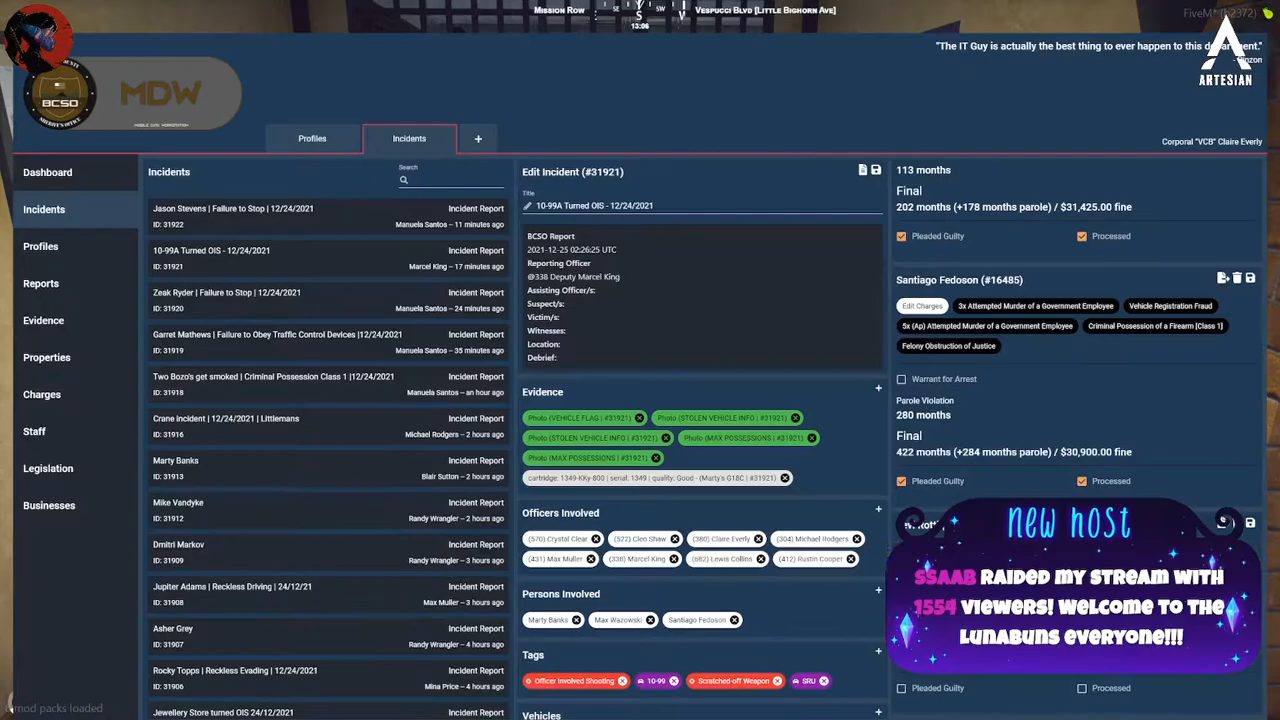 Mission Row
SE
S
SW
Vespucci Blvd [Little Bighorn Ave]
13:06
FiveM* (b2372)
"The IT Guy is actually the best thing to ever happen to this department."
ARTESIAN
BCSO
MDW
MOBILE DATA WORKSTATION
Profiles
Incidents
+
Corporal "VCB" Claire Everly
Dashboard
Incidents
Profiles
Reports
Evidence
Properties
Charges
Staff
Legislation
Businesses
Incidents
Search
Jason Stevens | Failure to Stop | 12/24/2021
Incident Report
ID: 31922
Manuela Santos – 11 minutes ago
10-99A Turned OIS - 12/24/2021
Incident Report
ID: 31921
Marcel King – 17 minutes ago
Zeak Ryder | Failure to Stop | 12/24/2021
Incident Report
ID: 31920
Manuela Santos – 24 minutes ago
Garret Mathews | Failure to Obey Traffic Control Devices |12/24/2021
Incident Report
ID: 31919
Manuela Santos – 35 minutes ago
Two Bozo's get smoked | Criminal Possession Class 1 |12/24/2021
Incident Report
ID: 31918
Manuela Santos – an hour ago
Crane incident | 12/24/2021 | Littlemans
Incident Report
ID: 31916
Michael Rodgers – 2 hours ago
Marty Banks
Incident Report
ID: 31913
Blair Sutton – 2 hours ago
Mike Vandyke
Incident Report
ID: 31912
Randy Wrangler – 2 hours ago
Dmitri Markov
Incident Report
ID: 31909
Randy Wrangler – 3 hours ago
Jupiter Adams | Reckless Driving | 24/12/21
Incident Report
ID: 31908
Max Muller – 3 hours ago
Asher Grey
Incident Report
ID: 31907
Randy Wrangler – 4 hours ago
Rocky Topps | Reckless Evading | 12/24/2021
Incident Report
ID: 31906
Mina Price – 4 hours ago
Jewellery Store turned OIS 24/12/2021
Incident Report
mod packs loaded
Edit Incident (#31921)
Title
10-99A Turned OIS - 12/24/2021
BCSO Report
2021-12-25 02:26:25 UTC
Reporting Officer
@338 Deputy Marcel King
Assisting Officer/s:
Suspect/s:
Victim/s:
Witnesses:
Location:
Debrief:
Evidence
+
Photo (VEHICLE FLAG | #31921)
Photo (STOLEN VEHICLE INFO | #31921)
Photo (STOLEN VEHICLE INFO | #31921)
Photo (MAX POSSESSIONS | #31921)
Photo (MAX POSSESSIONS | #31921)
cartridge: 1349-KKy-800 | serial: 1349 | quality: Good - (Marty's G18C | #31921)
Officers Involved
+
(570) Crystal Clear
(522) Cleo Shaw
(380) Claire Everly
(304) Michael Rodgers
(431) Max Muller
(338) Marcel King
(682) Lewis Collins
(412) Rustin Cooper
Persons Involved
+
Marty Banks
Max Wazowski
Santiago Fedoson
Tags
+
Officer Involved Shooting
10-99
Scratched-off Weapon
SRU
Vehicles
+
113 months
Final
202 months (+178 months parole) / $31,425.00 fine
Pleaded Guilty
Processed
Santiago Fedoson (#16485)
Edit Charges
3x Attempted Murder of a Government Employee
Vehicle Registration Fraud
5x (Ap) Attempted Murder of a Government Employee
Criminal Possession of a Firearm [Class 1]
Felony Obstruction of Justice
Warrant for Arrest
Parole Violation
280 months
Final
422 months (+284 months parole) / $30,900.00 fine
Pleaded Guilty
Processed
new host
SSAAB RAIDED MY STREAM WITH
1554 VIEWERS! WELCOME TO THE
LUNABUNS EVERYONE!!!
Pleaded Guilty
Processed